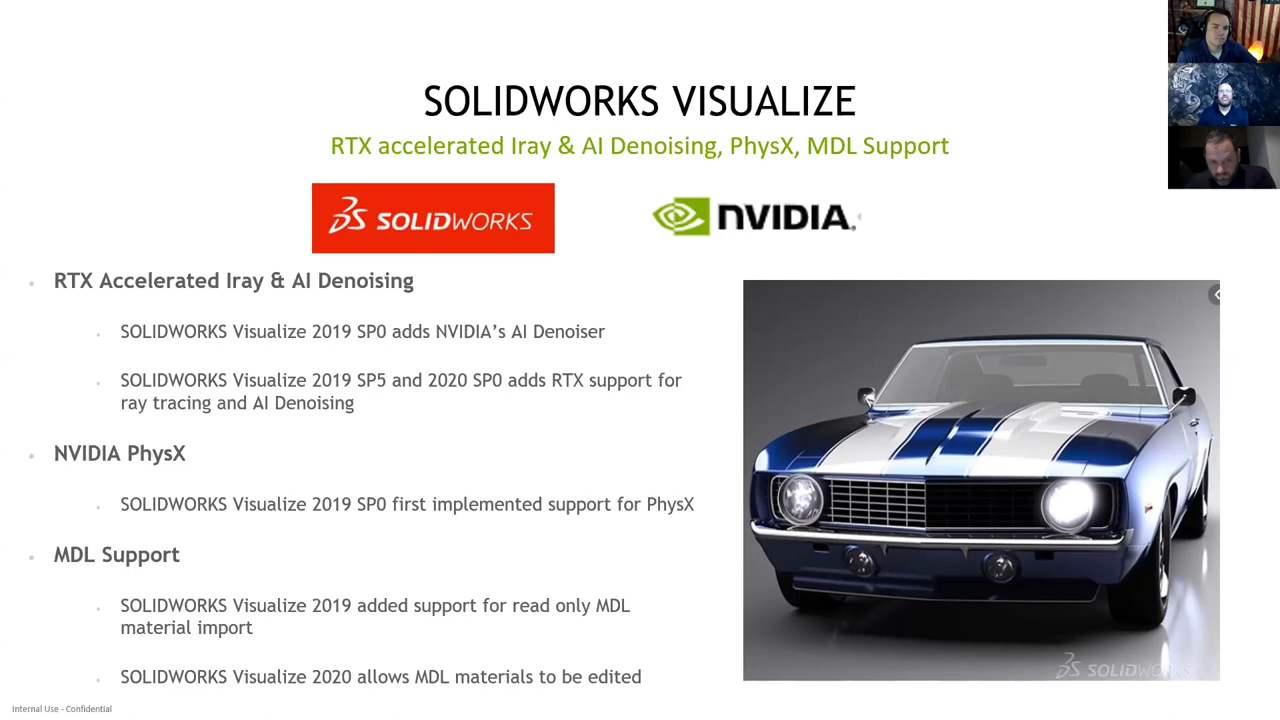 SOLIDWORKS VISUALIZE
RTX accelerated Iray & AI Denoising, PhysX, MDL Support
SOLIDWORKS
NVIDIA.
RTX Accelerated Iray & AI Denoising
SOLIDWORKS Visualize 2019 SP0 adds NVIDIA’s AI Denoiser
SOLIDWORKS Visualize 2019 SP5 and 2020 SP0 adds RTX support for
ray tracing and AI Denoising
NVIDIA PhysX
SOLIDWORKS Visualize 2019 SP0 first implemented support for PhysX
MDL Support
SOLIDWORKS Visualize 2019 added support for read only MDL
material import
SOLIDWORKS Visualize 2020 allows MDL materials to be edited
SOLIDWORKS
Internal Use - Confidential